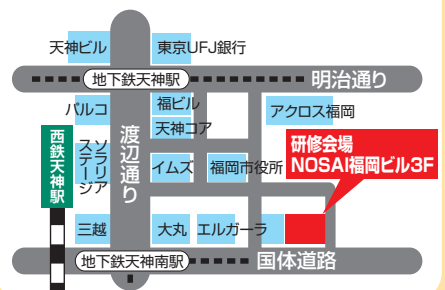 天神ビル
東京UFJ銀行
地下鉄天神駅
明治通り
パルコ
福ビル
天神コア
アクロス福岡
西鉄天神駅
ソラリア
ステージ
渡辺通り
イムズ
福岡市役所
研修会場
NOSAI福岡ビル3F
三越
大丸
エルガーラ
地下鉄天神南駅
国体道路